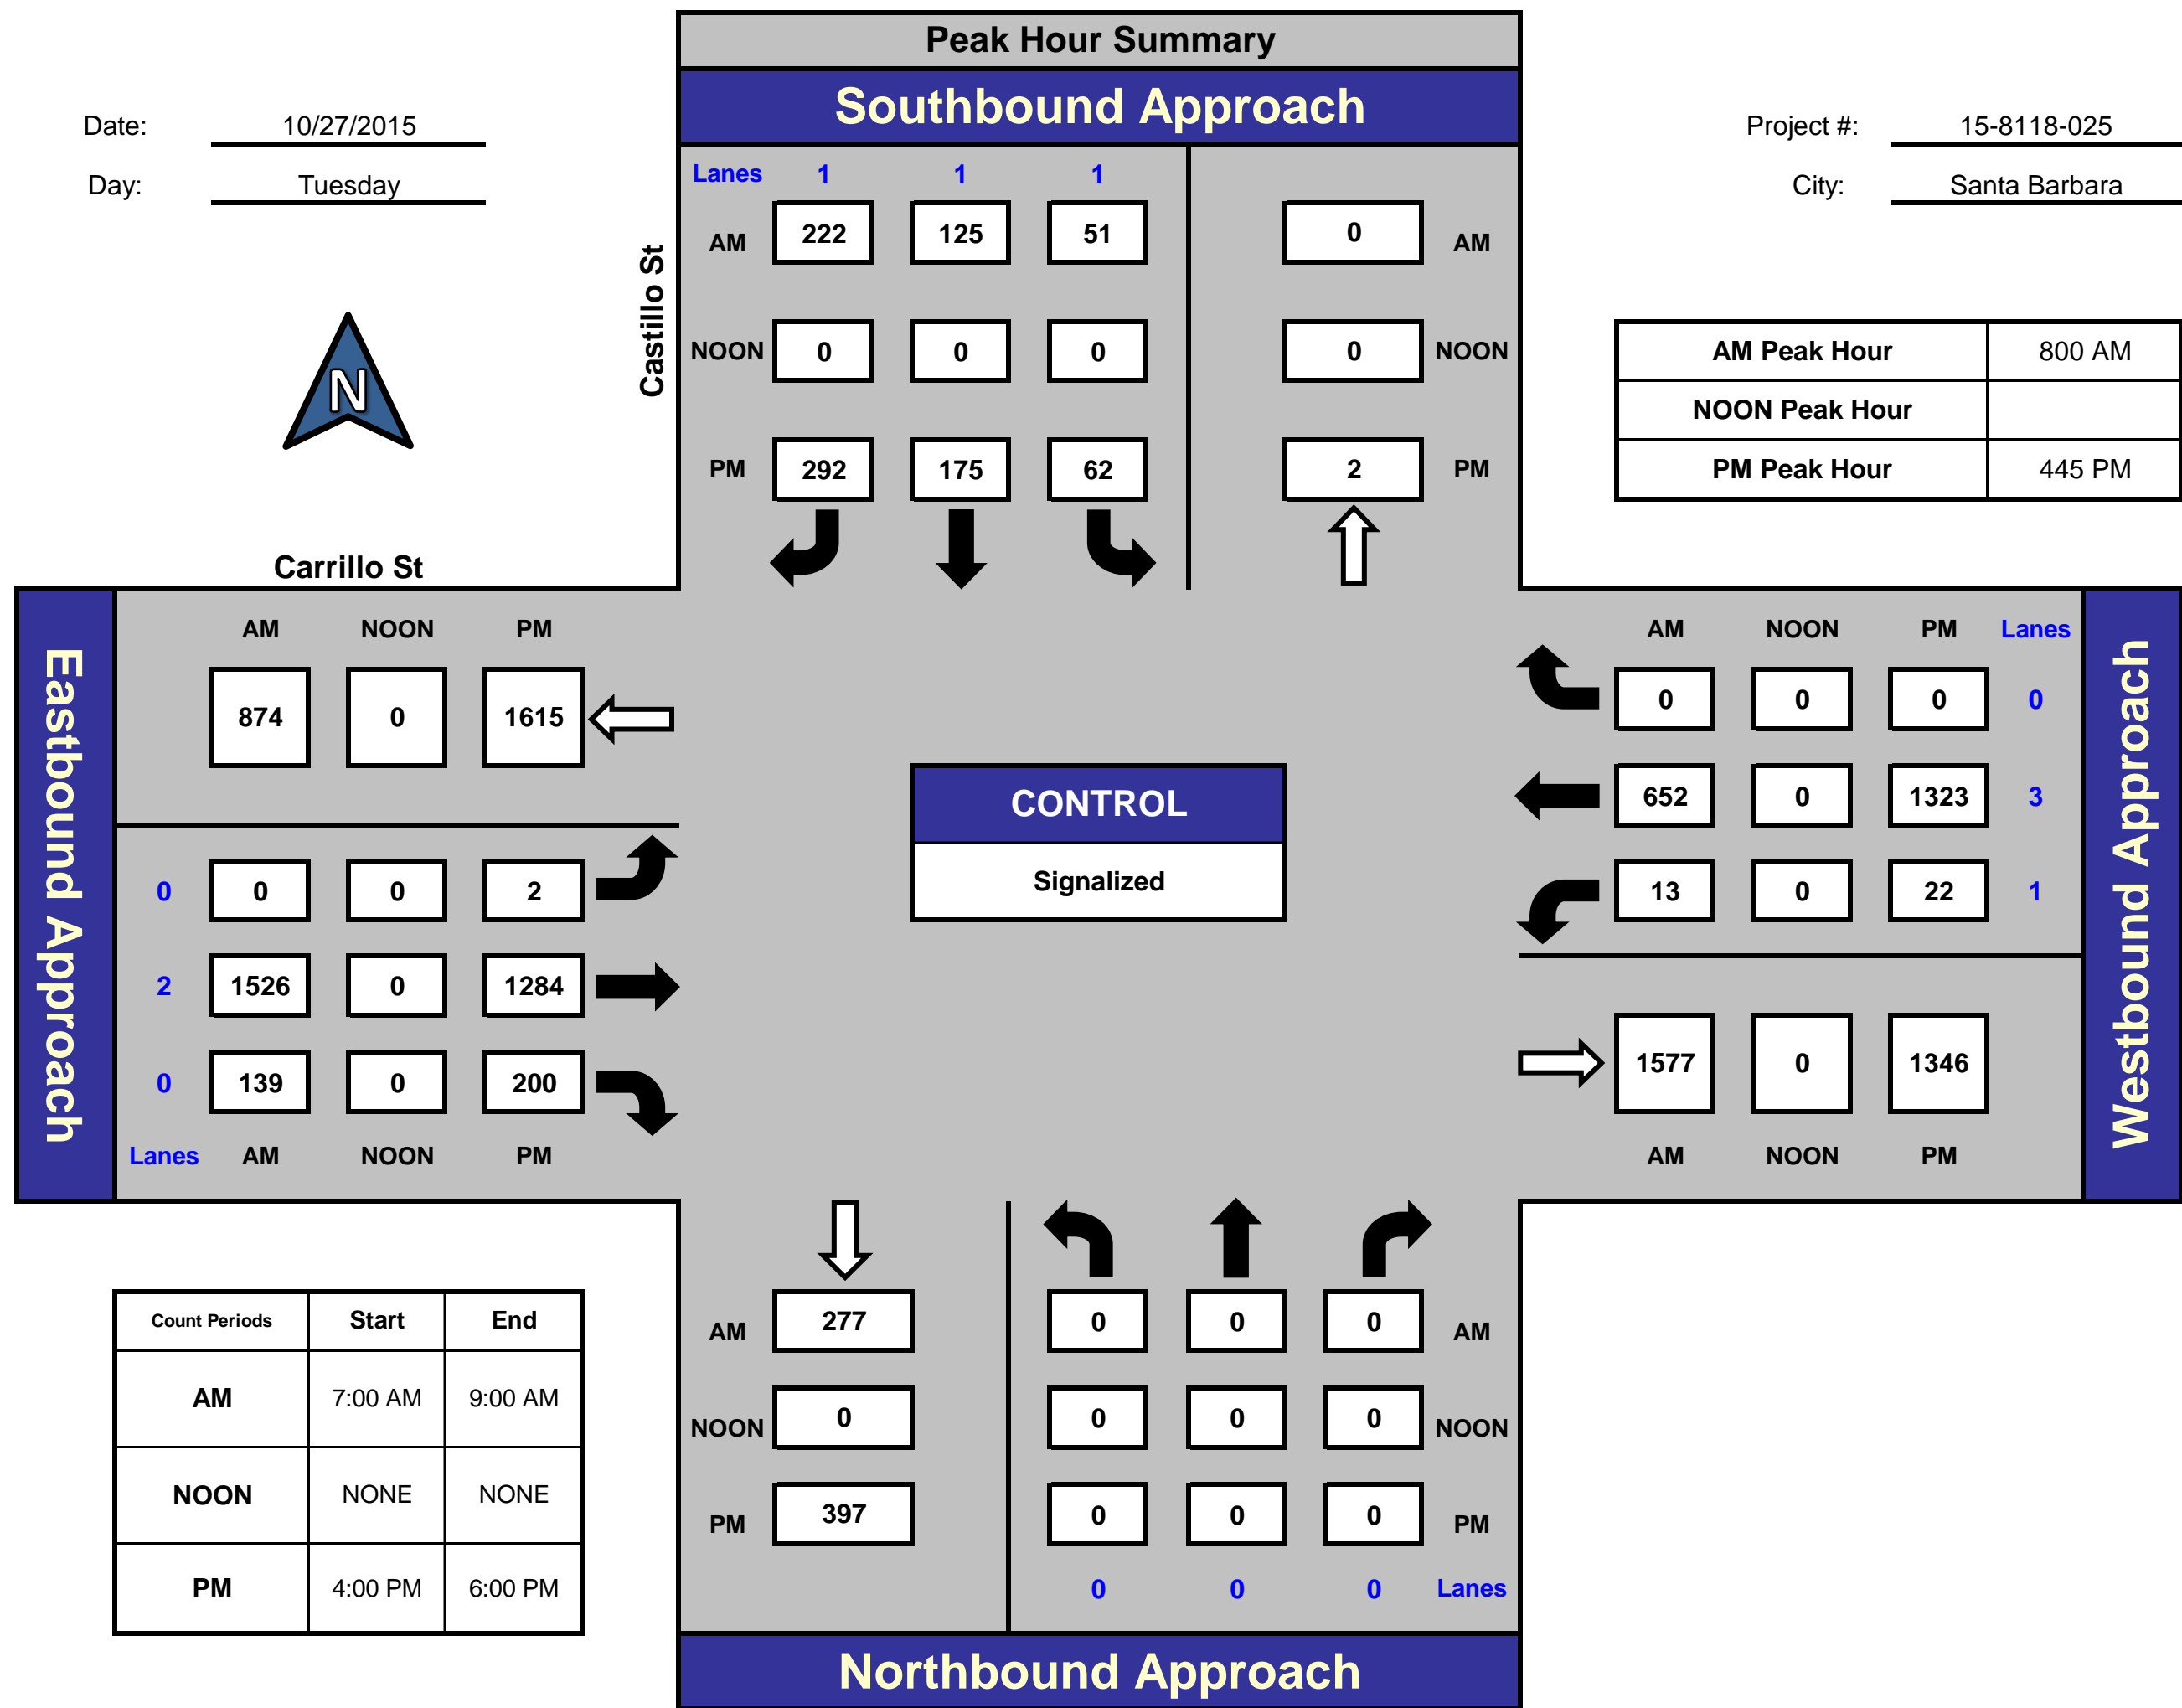 Peak Hour Summary
Southbound Approach
Date: 10/27/2015
Project #: 15-8118-025
Day: Tuesday
City: Santa Barbara
Lanes 1 1 1
AM 222 125 51 0 AM
NOON 0 0 0 0 NOON
PM 292 175 62 2 PM
Castillo St
N
AM Peak Hour 800 AM
NOON Peak Hour
PM Peak Hour 445 PM
Carrillo St
Eastbound Approach
AM NOON PM
874 0 1615
0 0 0 2
2 1526 0 1284
0 139 0 200
Lanes AM NOON PM
CONTROL
Signalized
AM NOON PM Lanes
0 0 0 0
652 0 1323 3
13 0 22 1
1577 0 1346
AM NOON PM
Westbound Approach
Count Periods Start End
AM 7:00 AM 9:00 AM
NOON NONE NONE
PM 4:00 PM 6:00 PM
AM 277 0 0 0 AM
NOON 0 0 0 0 NOON
PM 397 0 0 0 PM
0 0 0 Lanes
Northbound Approach